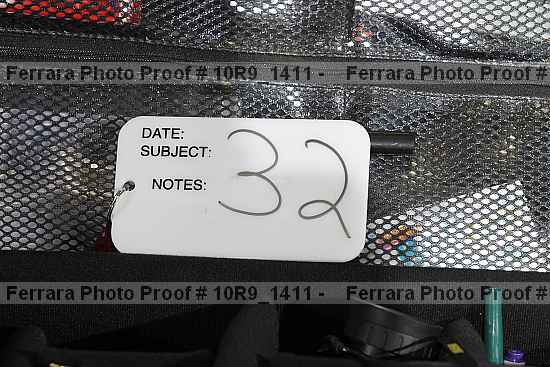 Ferrara Photo Proof # 10R9_1411 - Ferrara Photo Proof #
DATE:
SUBJECT:
NOTES:
32
Ferrara Photo Proof # 10R9_1411 - Ferrara Photo Proof #